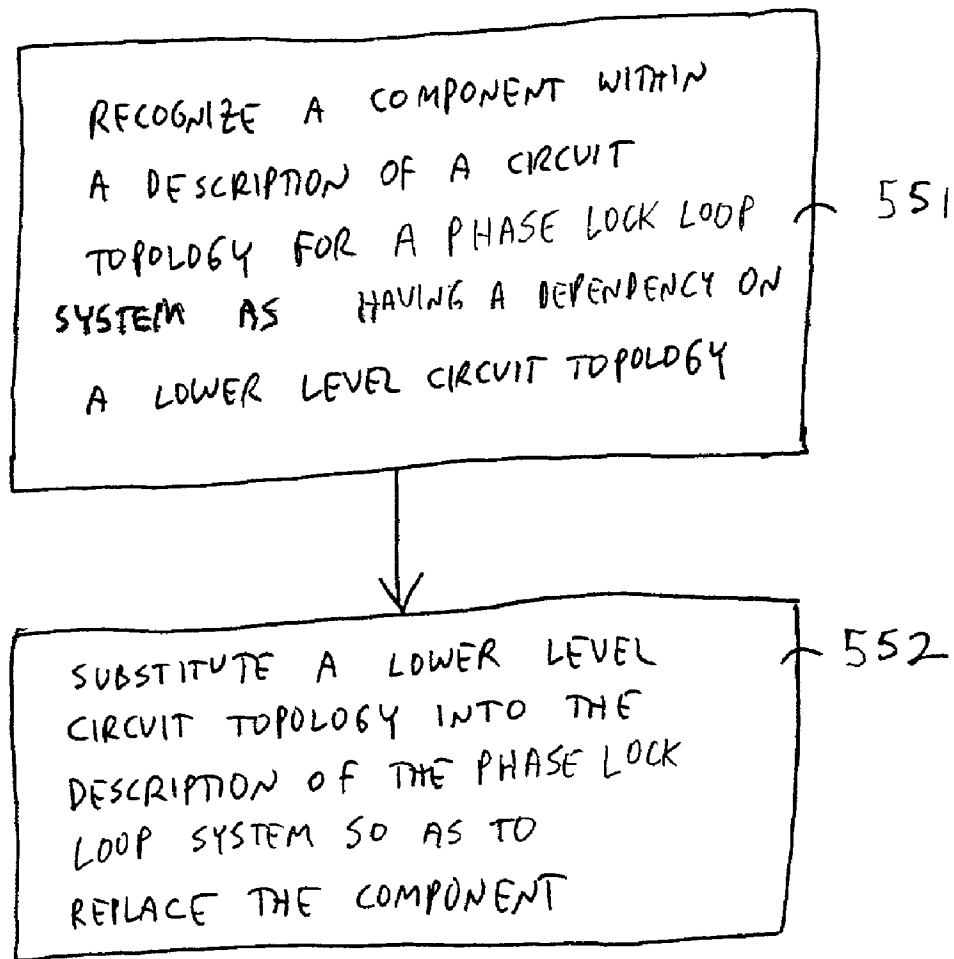 RECOGNIZE A COMPONENT WITHIN
A DESCRIPTION OF A CIRCUIT
TOPOLOGY FOR A PHASE LOCK LOOP
SYSTEM AS HAVING A DEPENDENCY ON
A LOWER LEVEL CIRCUIT TOPOLOGY
551
SUBSTITUTE A LOWER LEVEL
CIRCUIT TOPOLOGY INTO THE
DESCRIPTION OF THE PHASE LOCK
LOOP SYSTEM SO AS TO
REPLACE THE COMPONENT
552